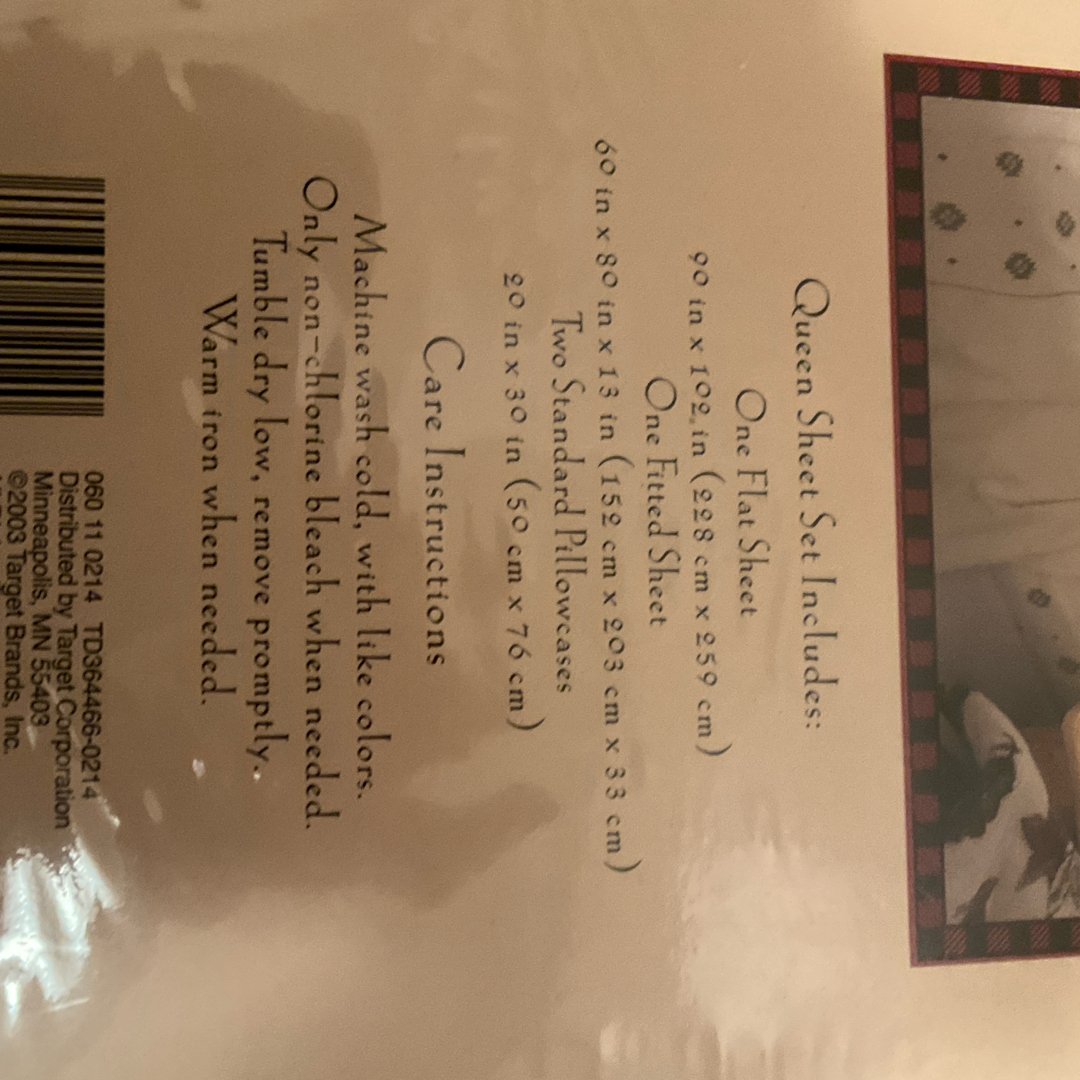 Queen Sheet Set Includes:
One Flat Sheet
90 in x 102 in (228 cm x 259 cm)
One Fitted Sheet
60 in x 80 in x 13 in (152 cm x 203 cm x 33 cm)
Two Standard Pillowcases
20 in x 30 in (50 cm x 76 cm)
Care Instructions
Machine wash cold, with like colors.
Only non-chlorine bleach when needed.
Tumble dry low, remove promptly.
Warm iron when needed.
060 11 0214 TD364466-0214
Distributed by Target Corporation
Minneapolis, MN 55403
©2003 Target Brands, Inc.